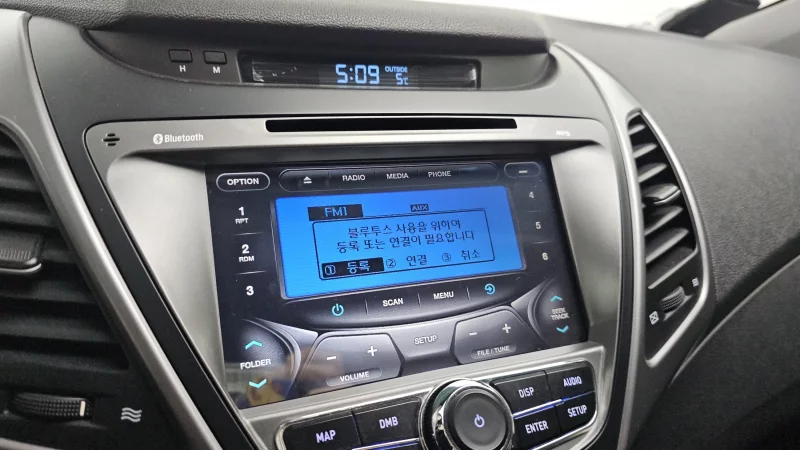 H M
5:09 OUTSIDE 5℃
Bluetooth
OPTION
RADIO MEDIA PHONE
1 RPT
2 RDM
3
4
5
6
FM1 AUX
블루투스 사용을 위하여
등록 또는 연결이 필요합니다
① 등록 ② 연결 ③ 취소
SCAN MENU
FOLDER
− + VOLUME
SETUP
− + FILE / TUNE
SEEK TRACK
MAP DMB
DISP AUDIO
ENTER SETUP